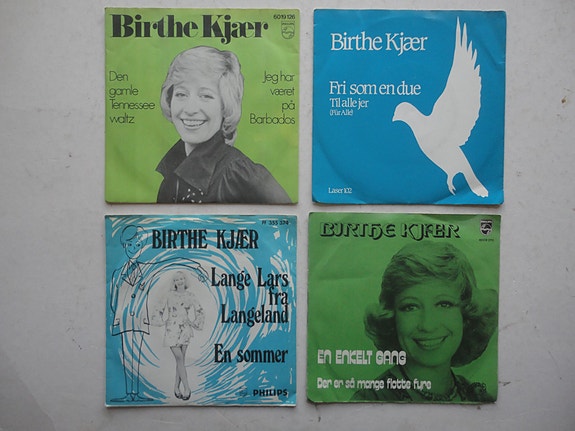 Birthe Kjær
6019 126
Den
gamle
Tennessee
waltz
Jeg har
været
på
Barbados
Birthe Kjær
Fri som en due
Til alle jer
(Für Alle)
Laser 102
BIRTHE KJÆR
Lange Lars
fra
Langeland
En sommer
PHILIPS
BIRTHE KJÆR
EN ENKELT GANG
Der er så mange flotte fyre